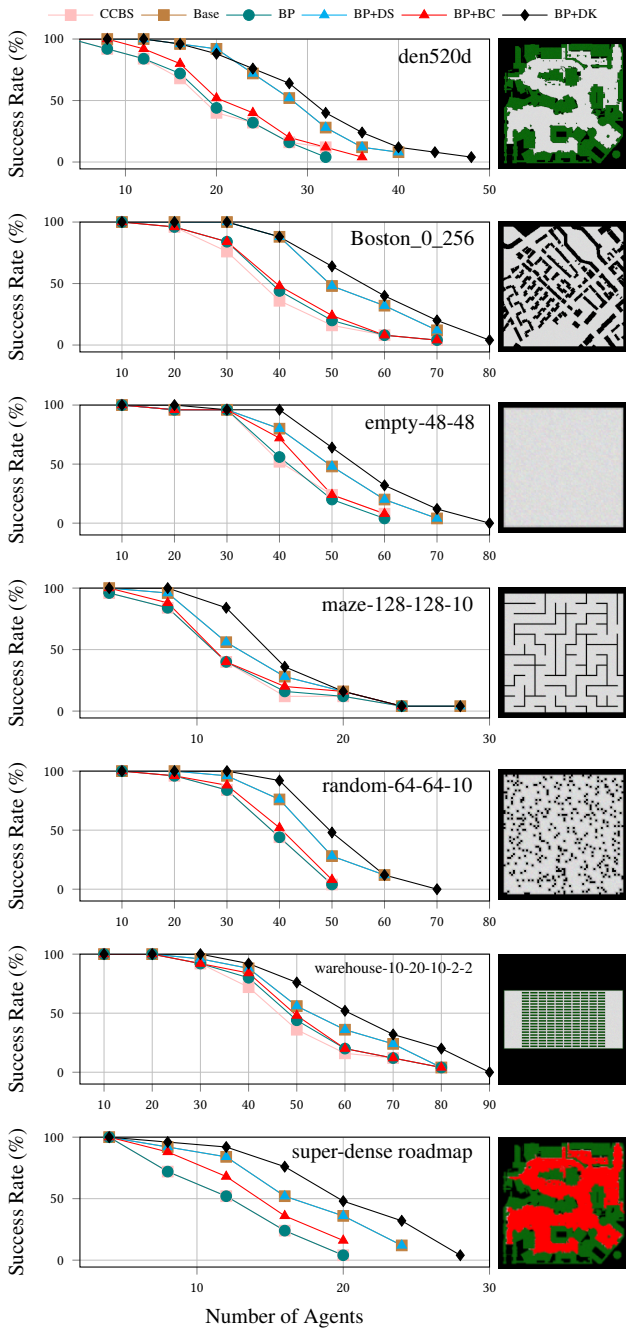 CCBS Base BP BP+DS BP+BC BP+DK
den520d
Success Rate (%)
100
50
0
10 20 30 40 50
Boston_0_256
Success Rate (%)
100
50
0
10 20 30 40 50 60 70 80
empty-48-48
Success Rate (%)
100
50
0
10 20 30 40 50 60 70 80
maze-128-128-10
Success Rate (%)
100
50
0
10 20 30
random-64-64-10
Success Rate (%)
100
50
0
10 20 30 40 50 60 70 80
warehouse-10-20-10-2-2
Success Rate (%)
100
50
0
10 20 30 40 50 60 70 80 90
super-dense roadmap
Success Rate (%)
100
50
0
10 20 30
Number of Agents